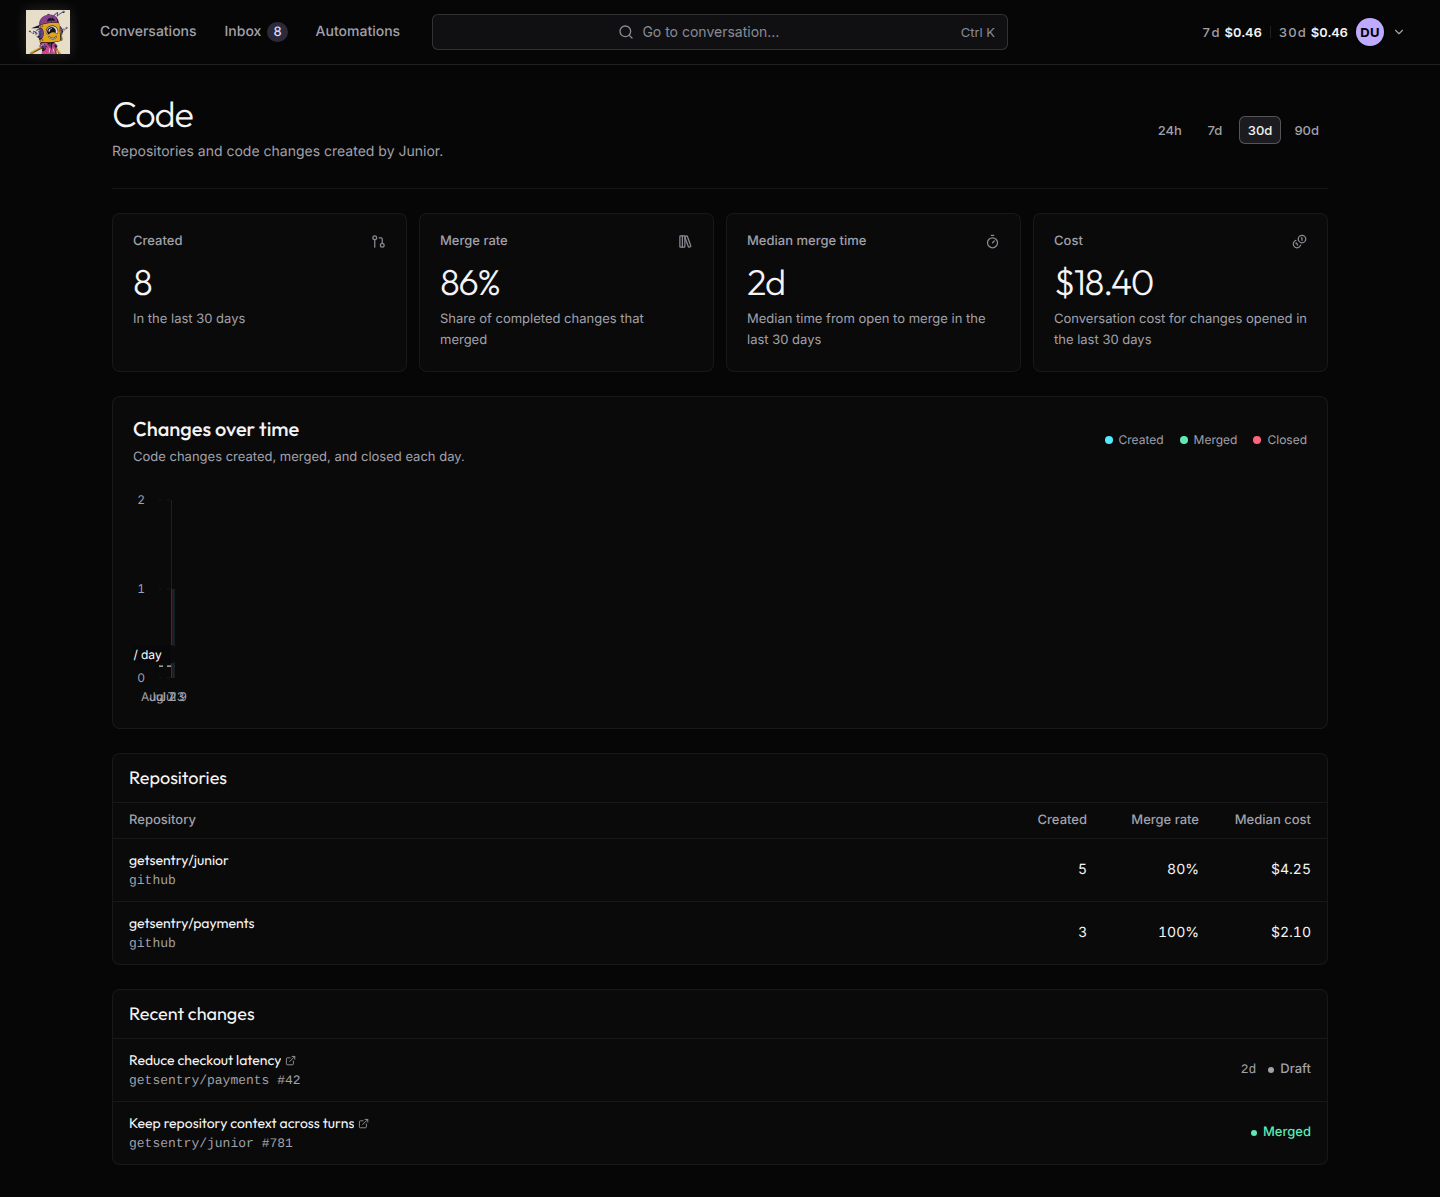 Conversations
Inbox 8
Automations
Go to conversation...
Ctrl K
7d $0.46
30d $0.46
DU
Code
Repositories and code changes created by Junior.
24h
7d
30d
90d
Created
8
In the last 30 days
Merge rate
86%
Share of completed changes that
merged
Median merge time
2d
Median time from open to merge in the
last 30 days
Cost
$18.40
Conversation cost for changes opened in
the last 30 days
Changes over time
Code changes created, merged, and closed each day.
Created
Merged
Closed
2
1
/ day
0
Repositories
Repository
Created
Merge rate
Median cost
getsentry/junior
github
5
80%
$4.25
getsentry/payments
github
3
100%
$2.10
Recent changes
Reduce checkout latency
getsentry/payments #42
2d
Draft
Keep repository context across turns
getsentry/junior #781
Merged